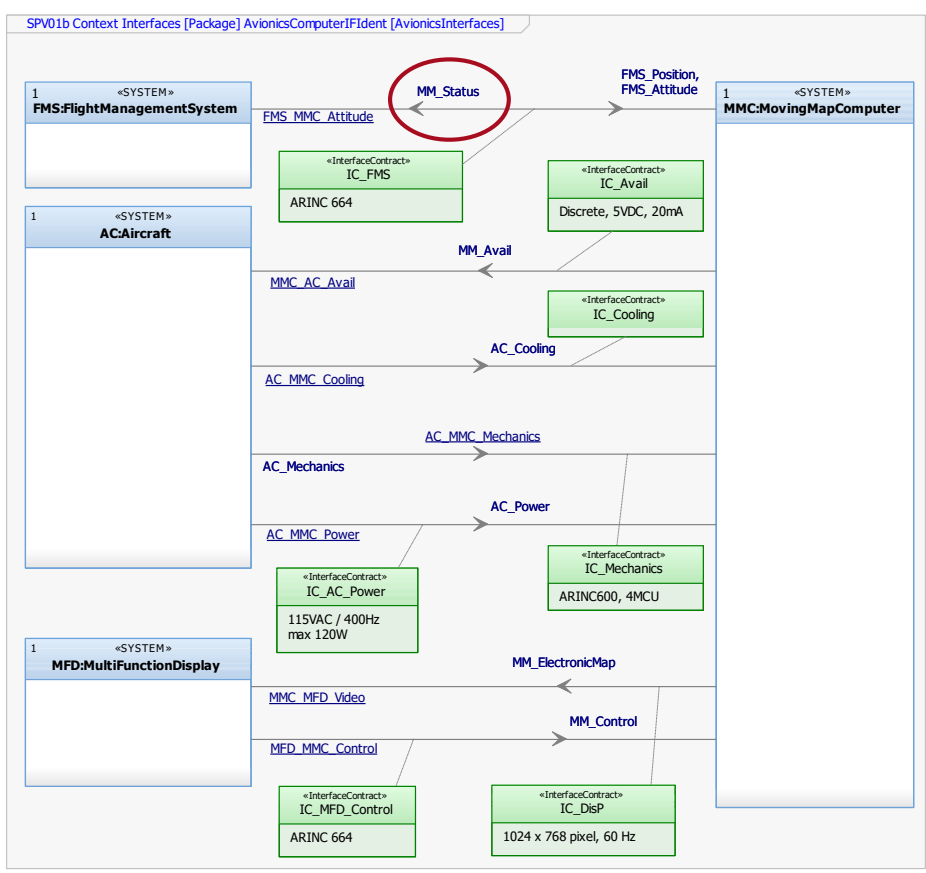 SPV01b Context Interfaces [Package] AvionicsComputerIFIdent [AvionicsInterfaces]
1 «SYSTEM»
FMS:FlightManagementSystem
MM_Status
FMS_Position,
FMS_Attitude
FMS_MMC_Attitude
1 «SYSTEM»
MMC:MovingMapComputer
«InterfaceContract»
IC_FMS
ARINC 664
«InterfaceContract»
IC_Avail
Discrete, 5VDC, 20mA
1 «SYSTEM»
AC:Aircraft
MM_Avail
MMC_AC_Avail
«InterfaceContract»
IC_Cooling
AC_Cooling
AC_MMC_Cooling
AC_MMC_Mechanics
AC_Mechanics
AC_Power
AC_MMC_Power
«InterfaceContract»
IC_Mechanics
ARINC600, 4MCU
«InterfaceContract»
IC_AC_Power
115VAC / 400Hz
max 120W
1 «SYSTEM»
MFD:MultiFunctionDisplay
MM_ElectronicMap
MMC_MFD_Video
MM_Control
MFD_MMC_Control
«InterfaceContract»
IC_MFD_Control
ARINC 664
«InterfaceContract»
IC_DisP
1024 x 768 pixel, 60 Hz